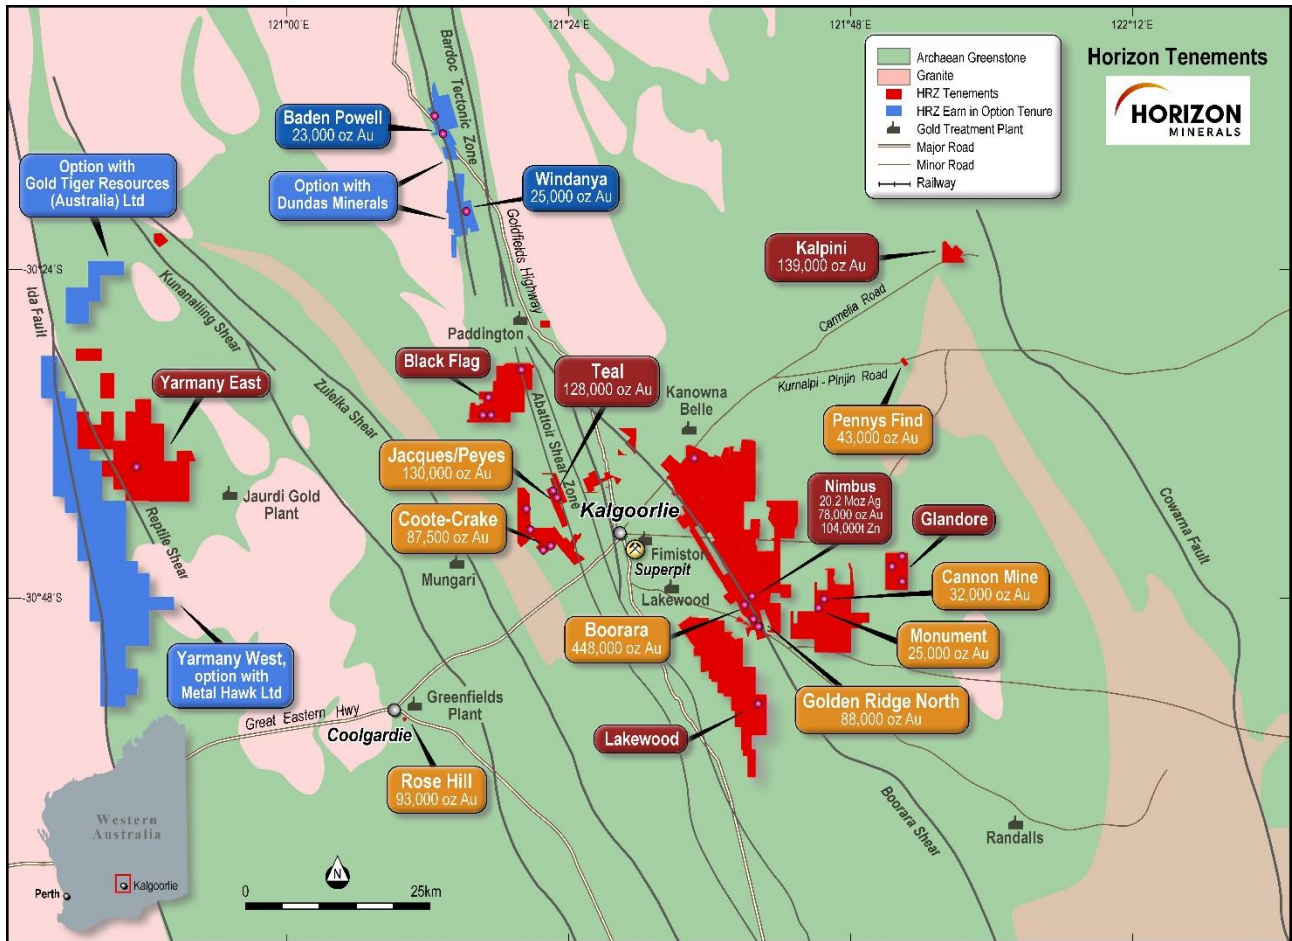 121°00´E
121°24´E
121°48´E
122°12´E
Horizon Tenements
HORIZON
MINERALS
Archaean Greenstone
Granite
HRZ Tenements
HRZ Earn in Option Tenure
Gold Treatment Plant
Major Road
Minor Road
Railway
Bardoc Tectonic Zone
Baden Powell
23,000 oz Au
Option with
Gold Tiger Resources
(Australia) Ltd
Option with
Dundas Minerals
Windanya
25,000 oz Au
Goldfields Highway
Kalpini
139,000 oz Au
Carmelia Road
-30°24´S
Ida Fault
Kunanalling Shear
Zuleika Shear
Paddington
Black Flag
Teal
128,000 oz Au
Kurnalpi - Pinjin Road
Yarmany East
Abattoir Shear Zone
Kanowna
Belle
Pennys Find
43,000 oz Au
Jacques/Peyes
130,000 oz Au
Nimbus
20.2 Moz Ag
78,000 oz Au
104,000t Zn
Jaurdi Gold
Plant
Reptile Shear
Coote-Crake
87,500 oz Au
Kalgoorlie
Glandore
Cowarna Fault
Fimiston
Superpit
Mungari
Lakewood
Cannon Mine
32,000 oz Au
-30°48´S
Boorara
448,000 oz Au
Monument
25,000 oz Au
Yarmany West,
option with
Metal Hawk Ltd
Golden Ridge North
88,000 oz Au
Greenfields
Plant
Great Eastern Hwy
Coolgardie
Lakewood
Rose Hill
93,000 oz Au
Boorara Shear
Randalls
Western
Australia
Perth
Kalgoorlie
N
0
25km